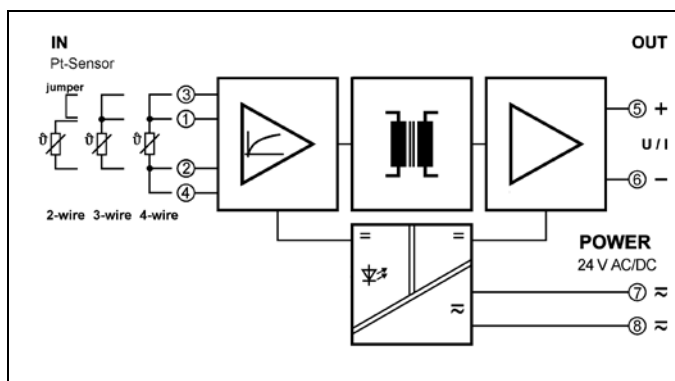 IN
OUT
Pt-Sensor
jumper
3
1
2
4
ϑ ϑ ϑ
5 +
U / I
6 −
2-wire 3-wire 4-wire
= =
POWER
24 V AC/DC
≂
7 ≂
8 ≂